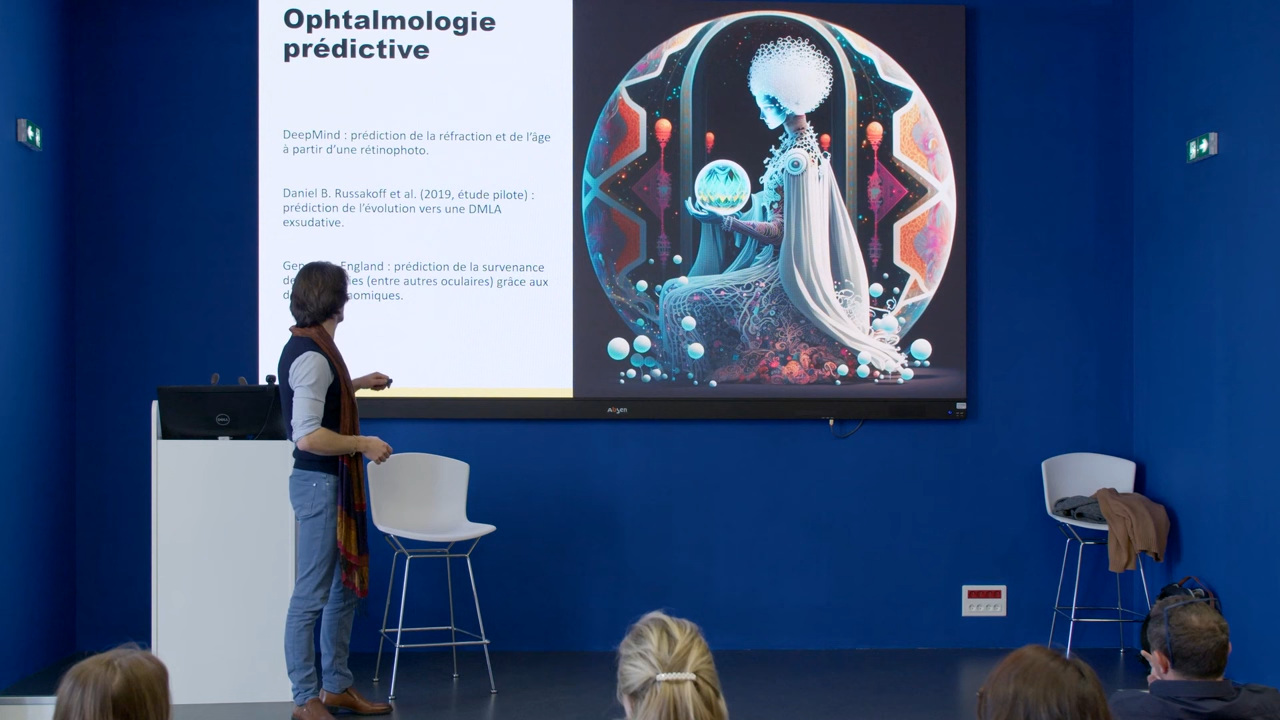 Ophtalmologie
prédictive
DeepMind : prédiction de la réfraction et de l'âge
à partir d'une rétinophoto.
Daniel B. Russakoff et al. (2019, étude pilote) :
prédiction de l'évolution vers une DMLA
exsudative.
England : prédiction de la survenance
(entre autres oculaires) grâce aux
DELL